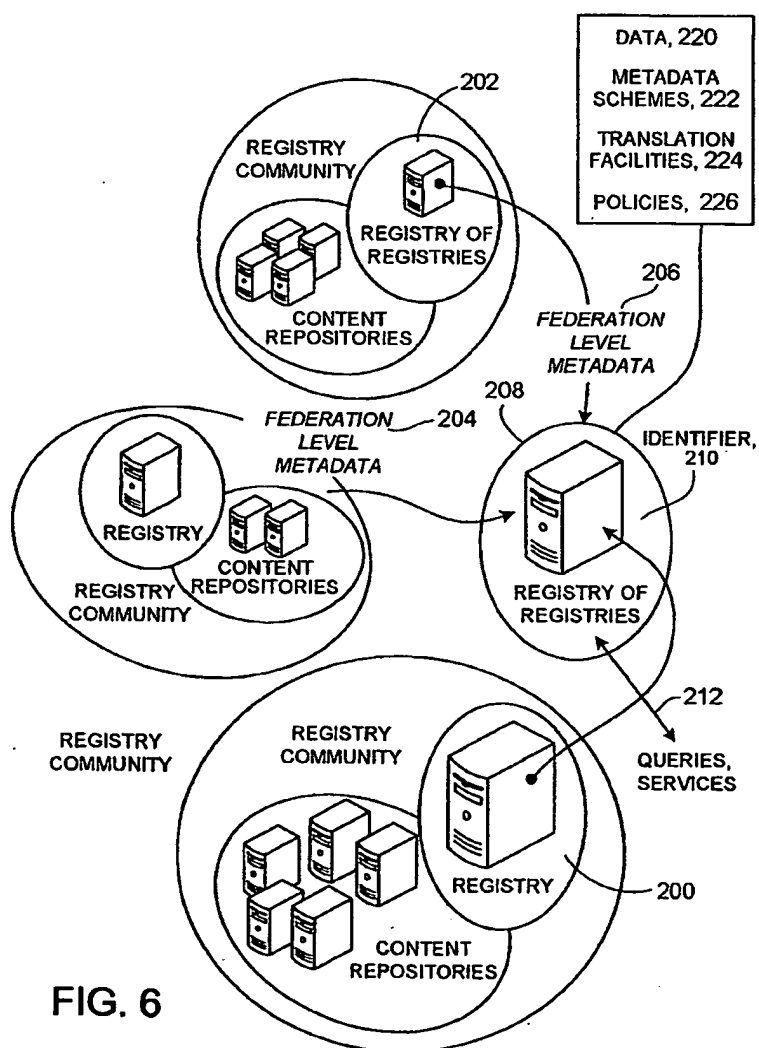 DATA, 220
METADATA
SCHEMES, 222
TRANSLATION
FACILITIES, 224
POLICIES, 226
202
REGISTRY
COMMUNITY
REGISTRY OF
REGISTRIES
CONTENT
REPOSITORIES
206
FEDERATION
LEVEL
METADATA
208
IDENTIFIER,
210
REGISTRY OF
REGISTRIES
FEDERATION
LEVEL
METADATA
204
REGISTRY
CONTENT
REPOSITORIES
REGISTRY
COMMUNITY
212
QUERIES,
SERVICES
REGISTRY
COMMUNITY
REGISTRY
COMMUNITY
REGISTRY
200
CONTENT
REPOSITORIES
FIG. 6